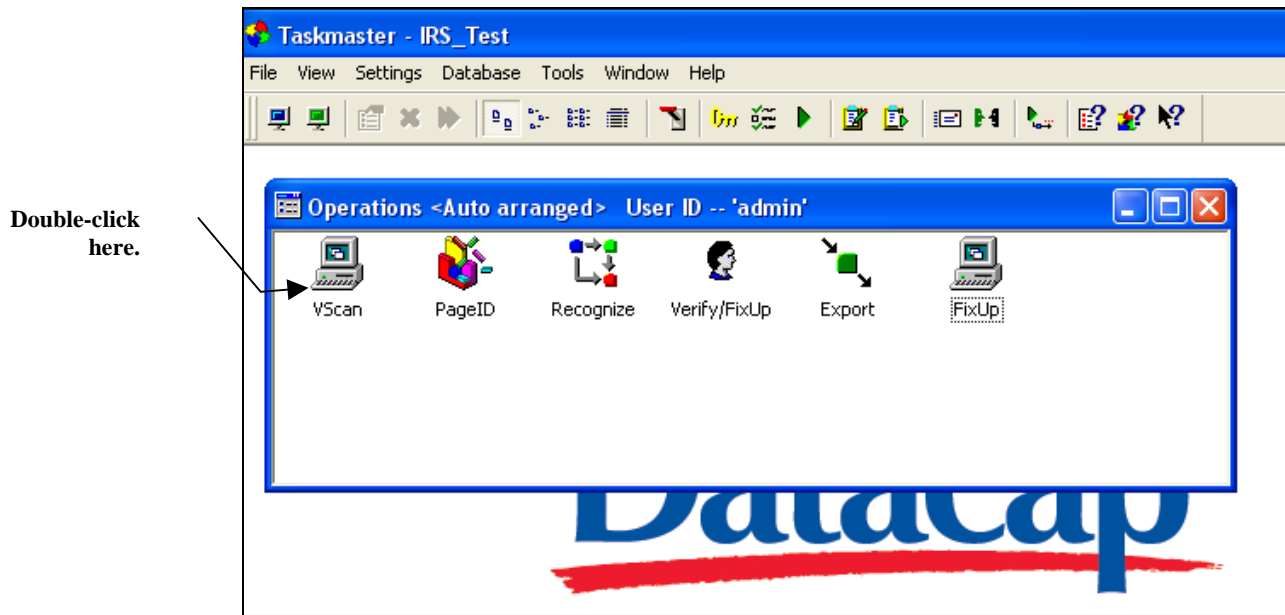 Taskmaster - IRS_Test
File View Settings Database Tools Window Help
Operations <Auto arranged> User ID -- 'admin'
Double-click
here.
VScan PageID Recognize Verify/FixUp Export FixUp
Datacap